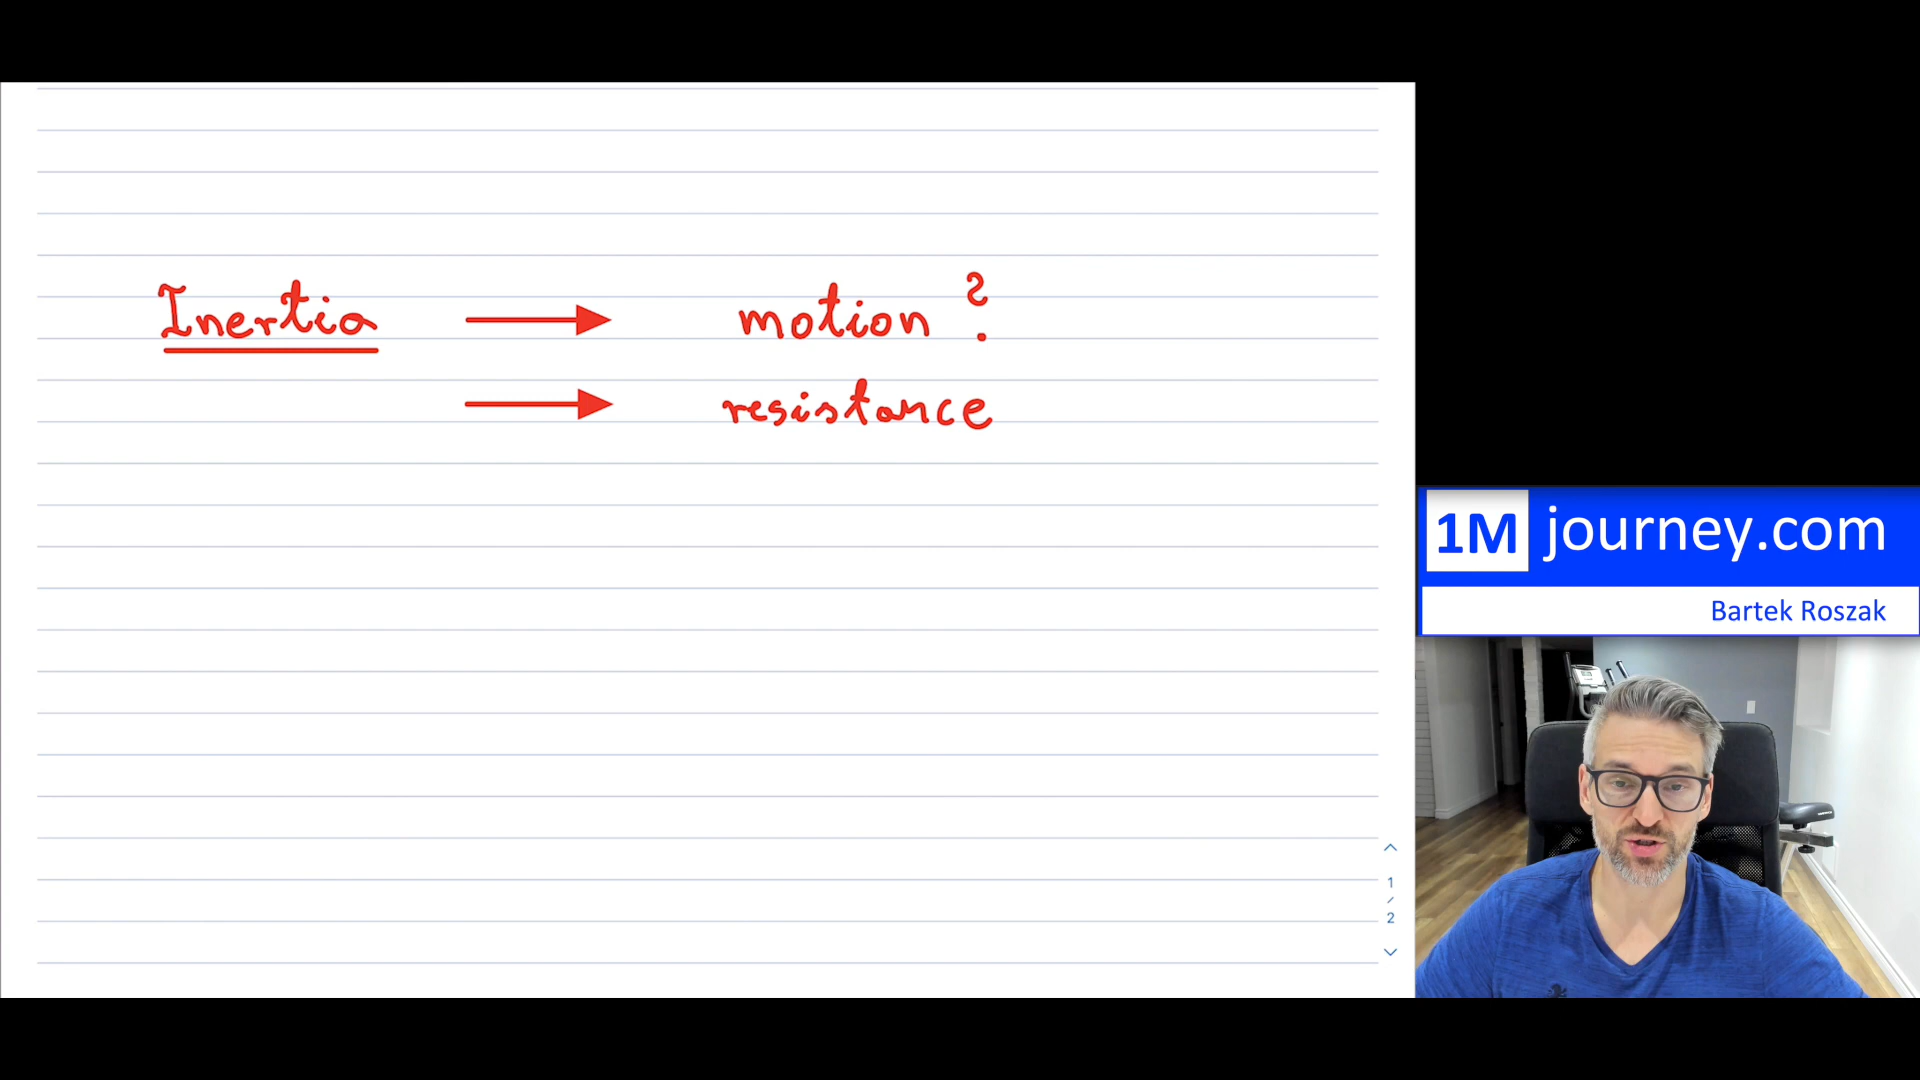 Inertia → motion ?
→ resistance
1M journey.com
Bartek Roszak
1
/
2